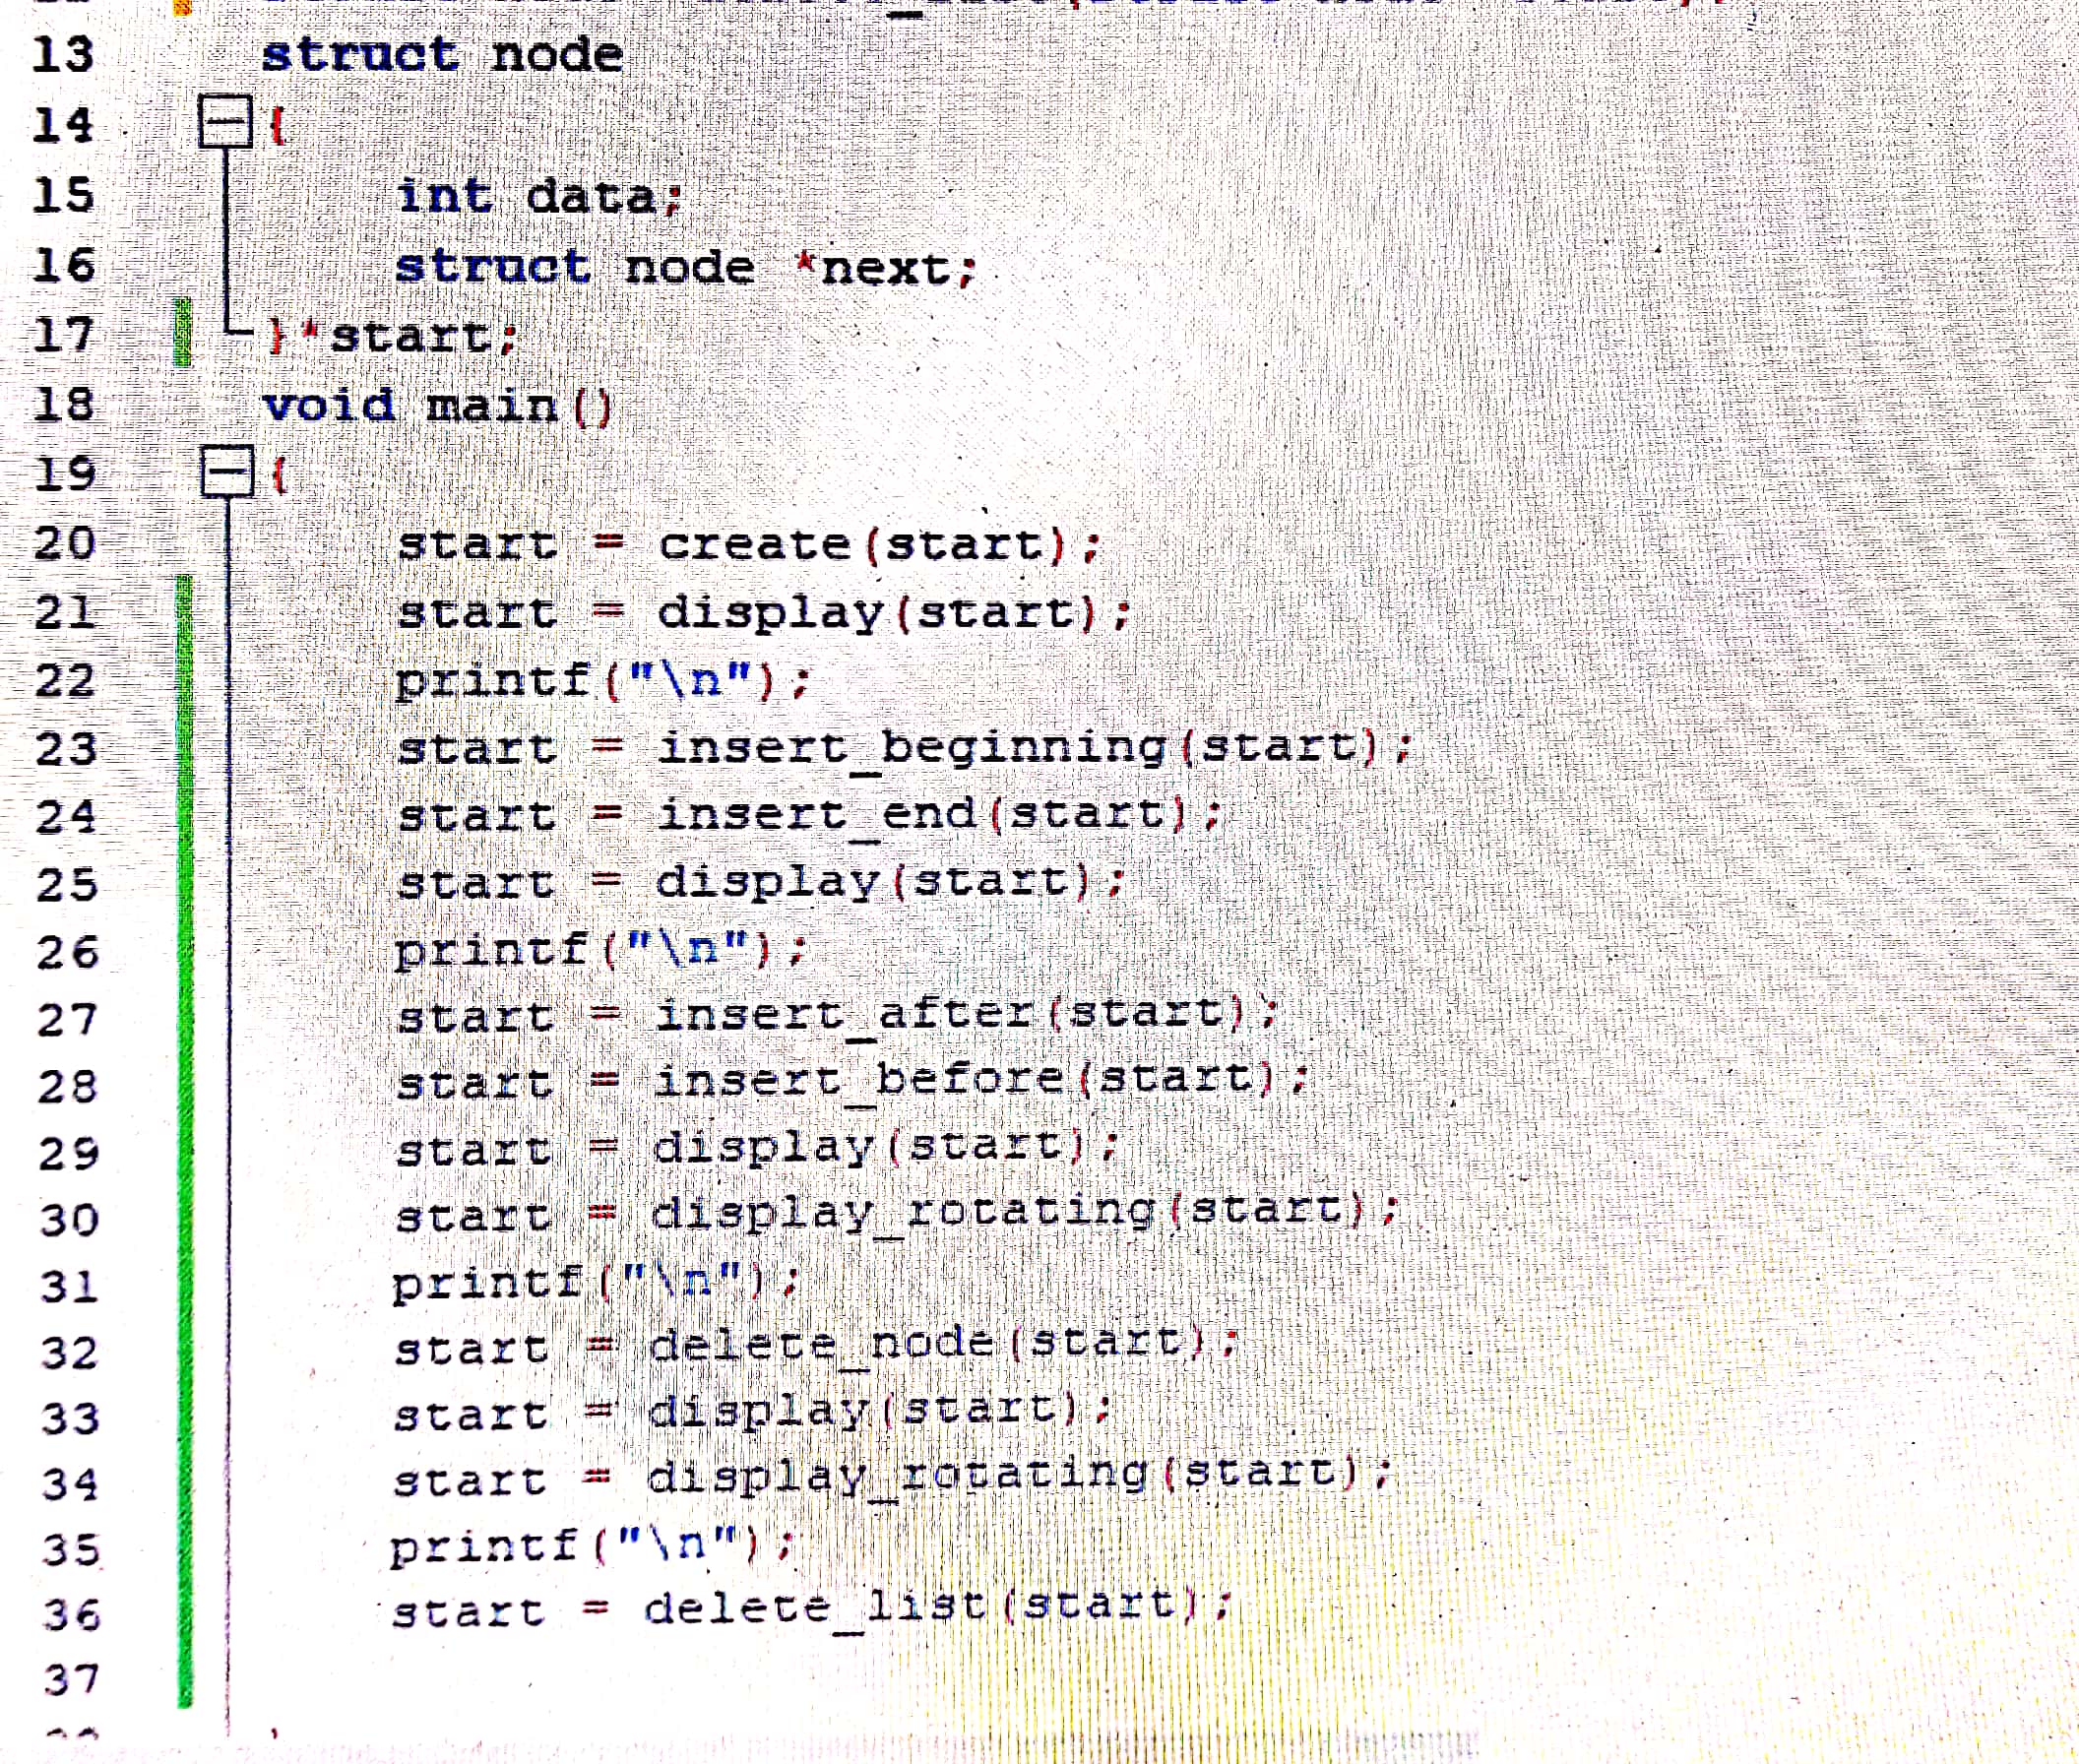 13 struct node
14 {
15 int data;
16 struct node *next;
17 }*start;
18 void main()
19 {
20 start = create(start);
21 start = display(start);
22 printf("\n");
23 start = insert_beginning(start);
24 start = insert_end(start);
25 start = display(start);
26 printf("\n");
27 start = insert_after(start);
28 start = insert_before(start);
29 start = display(start);
30 start = display_rotating(start);
31 printf("\n");
32 start = delete_node(start);
33 start = display(start);
34 start = display_rotating(start);
35 printf("\n");
36 start = delete_list(start);
37